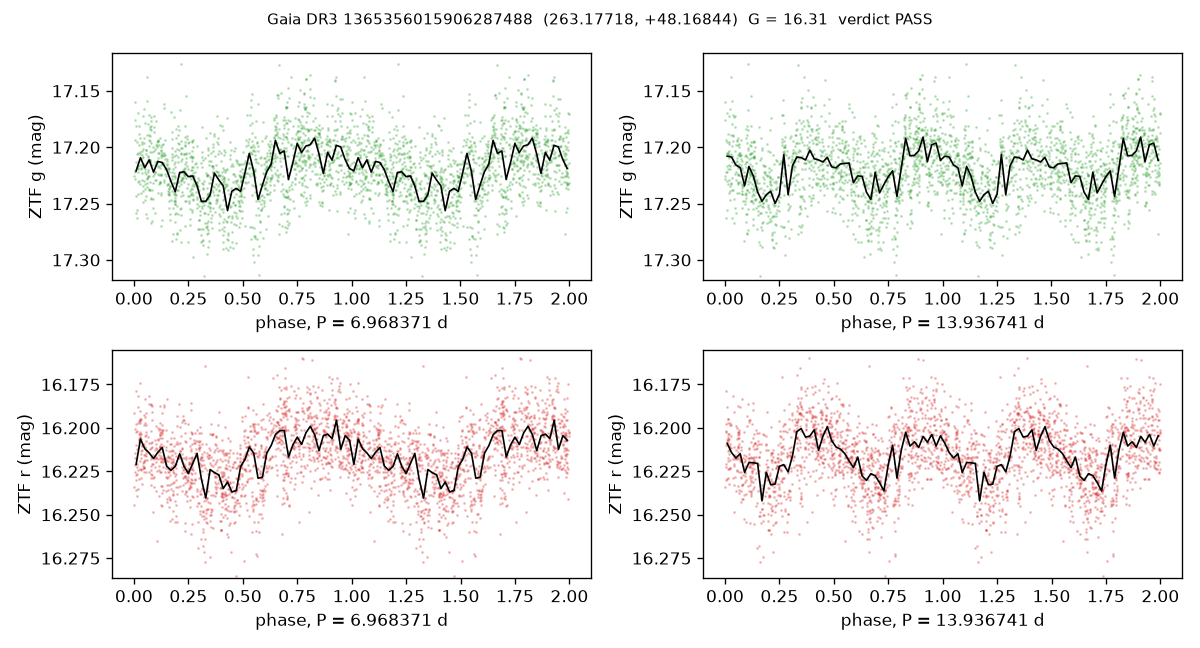 Gaia DR3 1365356015906287488 (263.17718, +48.16844) G = 16.31 verdict PASS
ZTF g (mag)
17.15
17.20
17.25
17.30
0.00 0.25 0.50 0.75 1.00 1.25 1.50 1.75 2.00
phase, P = 6.968371 d
ZTF g (mag)
17.15
17.20
17.25
17.30
0.00 0.25 0.50 0.75 1.00 1.25 1.50 1.75 2.00
phase, P = 13.936741 d
ZTF r (mag)
16.175
16.200
16.225
16.250
16.275
0.00 0.25 0.50 0.75 1.00 1.25 1.50 1.75 2.00
phase, P = 6.968371 d
ZTF r (mag)
16.175
16.200
16.225
16.250
16.275
0.00 0.25 0.50 0.75 1.00 1.25 1.50 1.75 2.00
phase, P = 13.936741 d